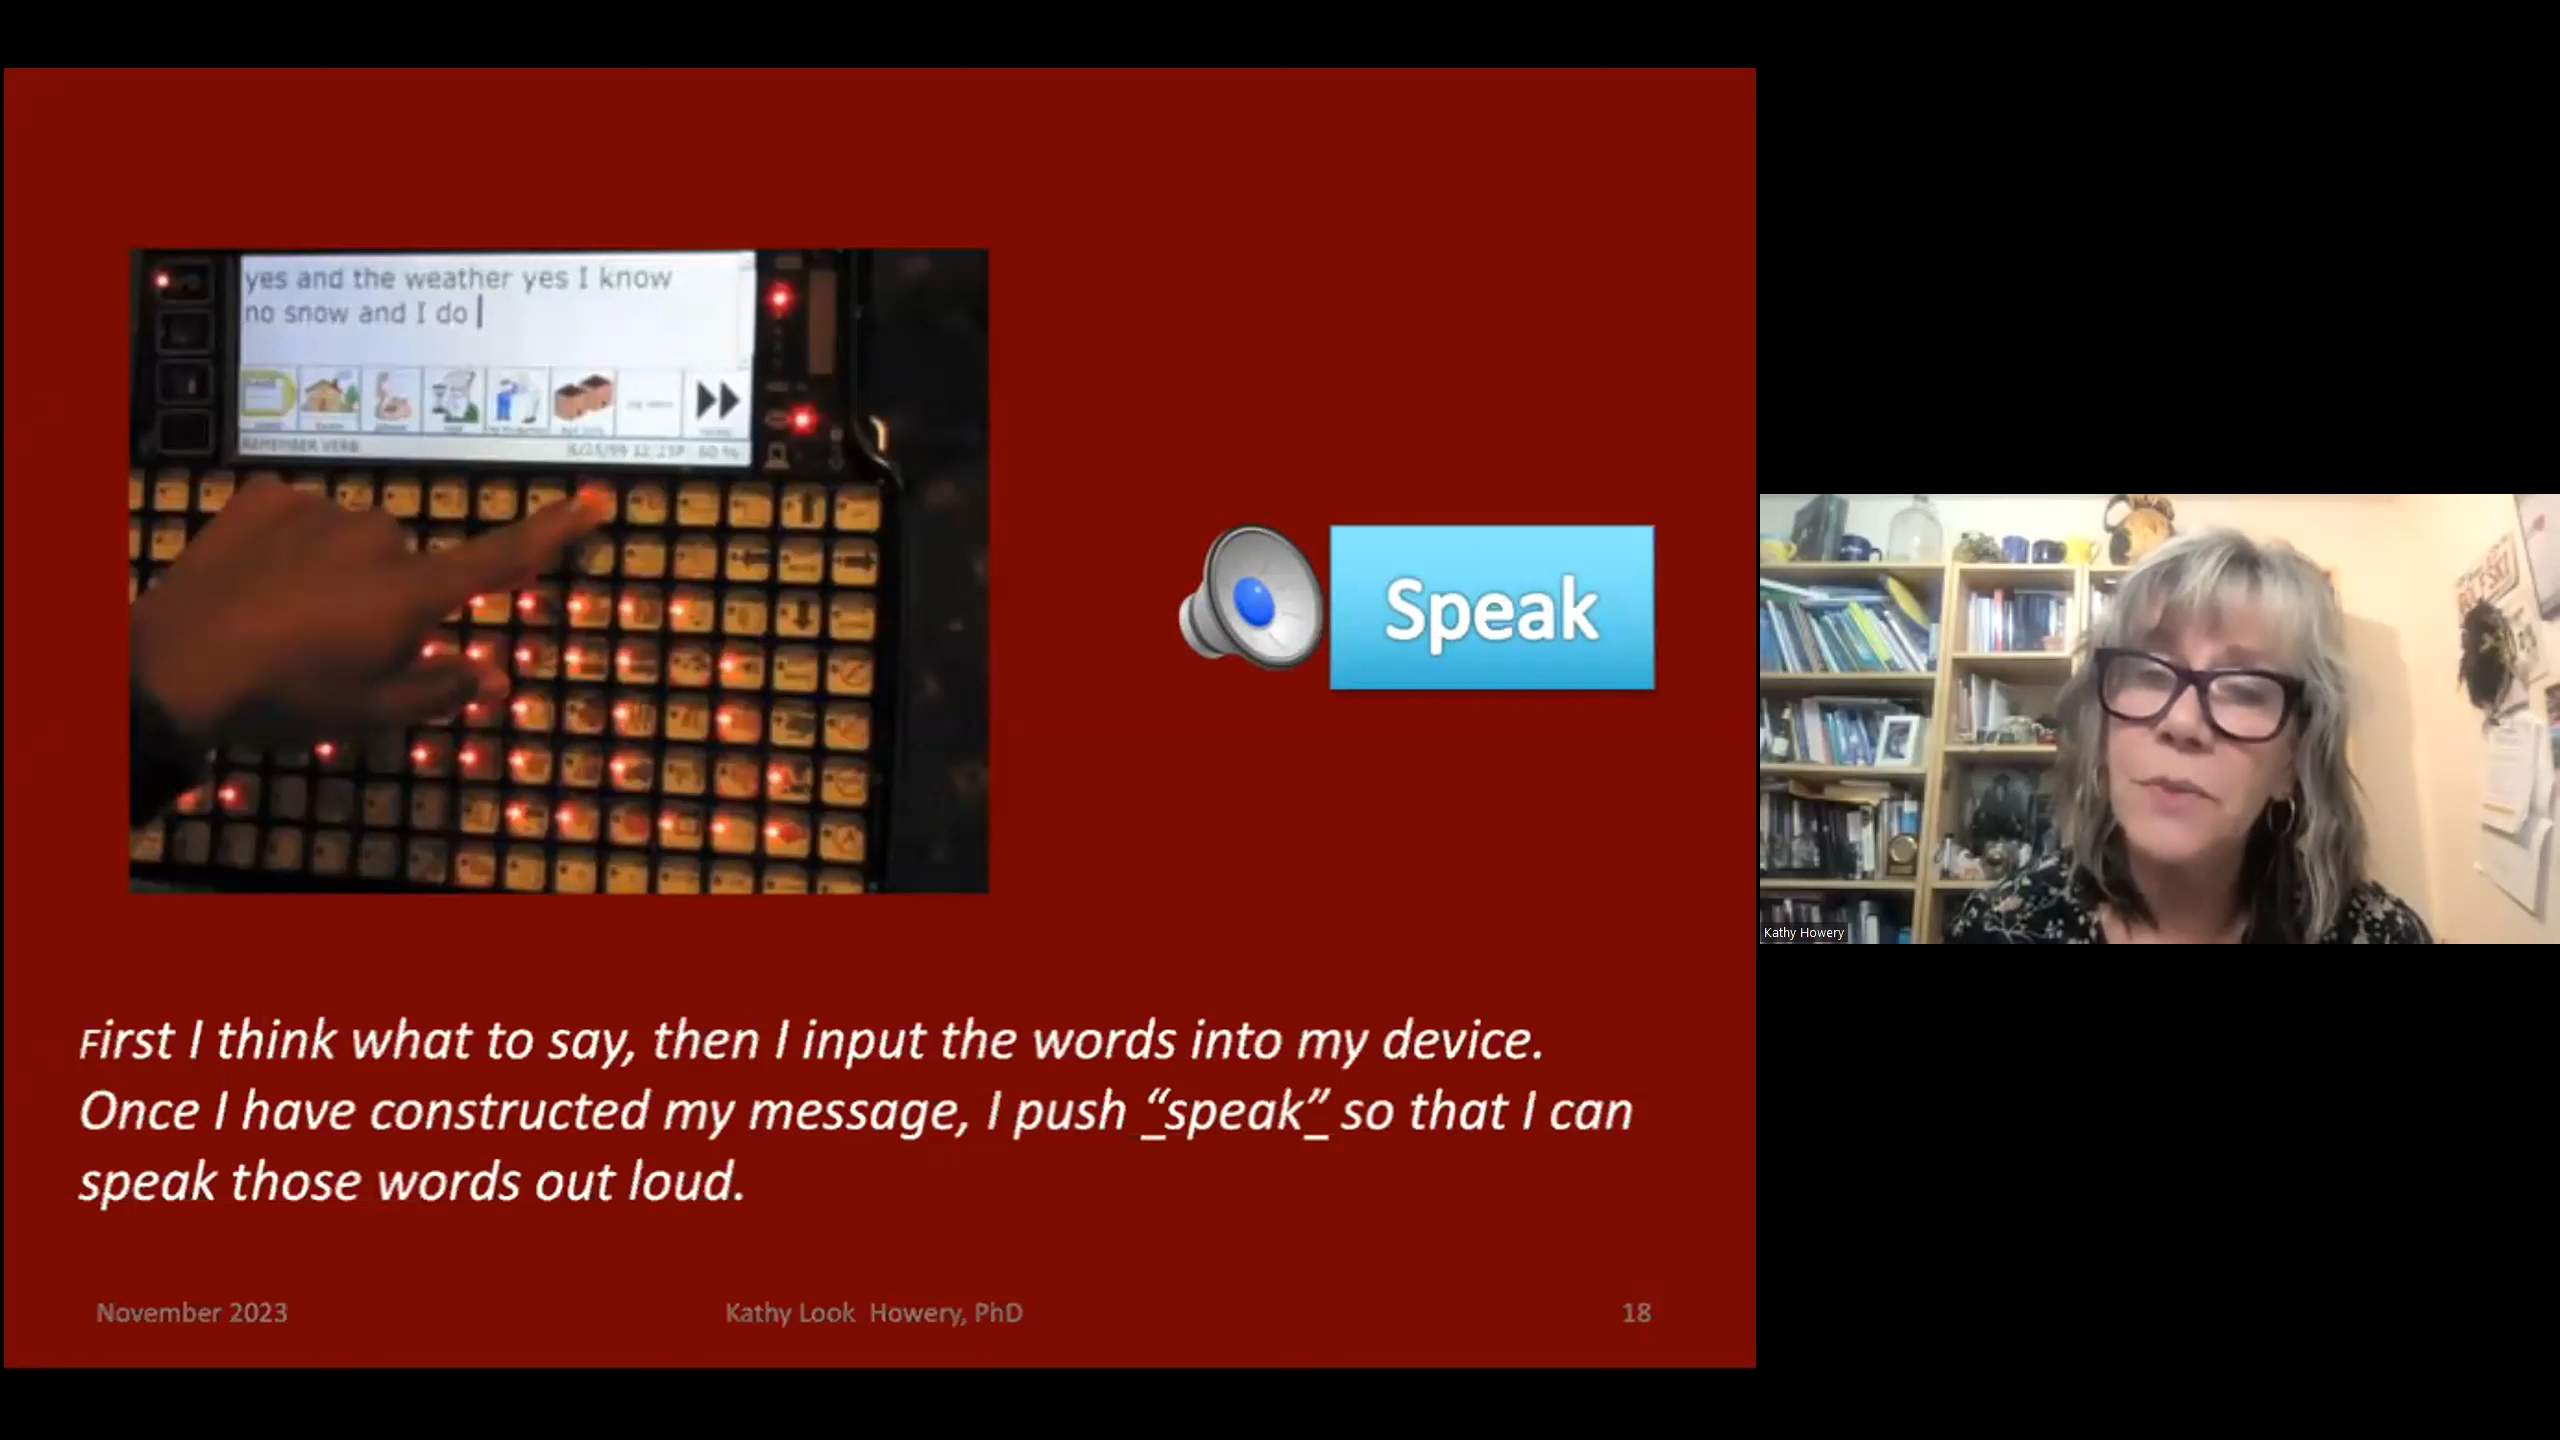 yes and the weather yes I know
no snow and I do
REMEMBER VERB
Speak
First I think what to say, then I input the words into my device.
Once I have constructed my message, I push “speak” so that I can
speak those words out loud.
November 2023
Kathy Look Howery, PhD
18
Kathy Howery